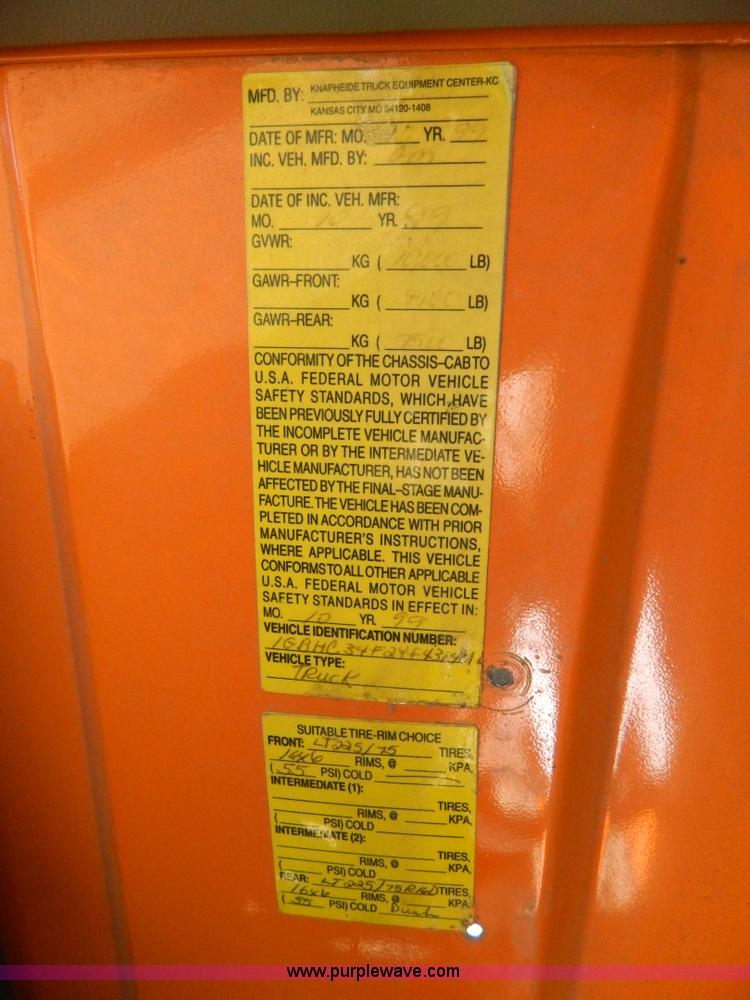 MFD. BY: KNAPHEIDE TRUCK EQUIPMENT CENTER-KC
KANSAS CITY MO 64120-1408
DATE OF MFR: MO. YR. 99
INC. VEH. MFD. BY: GM
DATE OF INC. VEH. MFR:
MO. 10 YR. 99
GVWR:
KG ( LB)
GAWR-FRONT:
KG ( LB)
GAWR-REAR:
KG ( LB)
CONFORMITY OF THE CHASSIS-CAB TO
U.S.A. FEDERAL MOTOR VEHICLE
SAFETY STANDARDS, WHICH HAVE
BEEN PREVIOUSLY FULLY CERTIFIED BY
THE INCOMPLETE VEHICLE MANUFAC-
TURER OR BY THE INTERMEDIATE VE-
HICLE MANUFACTURER, HAS NOT BEEN
AFFECTED BY THE FINAL-STAGE MANU-
FACTURE. THE VEHICLE HAS BEEN COM-
PLETED IN ACCORDANCE WITH PRIOR
MANUFACTURER'S INSTRUCTIONS,
WHERE APPLICABLE. THIS VEHICLE
CONFORMS TO ALL OTHER APPLICABLE
U.S.A. FEDERAL MOTOR VEHICLE
SAFETY STANDARDS IN EFFECT IN:
MO. 10 YR. 99
VEHICLE IDENTIFICATION NUMBER:
VEHICLE TYPE:
Truck
SUITABLE TIRE-RIM CHOICE
FRONT: LT225/75 TIRES,
16x6 RIMS, @ KPA,
( 55 PSI) COLD
INTERMEDIATE (1):
TIRES,
RIMS, @ KPA,
( PSI) COLD
INTERMEDIATE (2):
TIRES,
RIMS, @ KPA,
( PSI) COLD
REAR: LT225/75R16D TIRES,
16x6 RIMS, @ KPA,
( 55 PSI) COLD Dual
www.purplewave.com